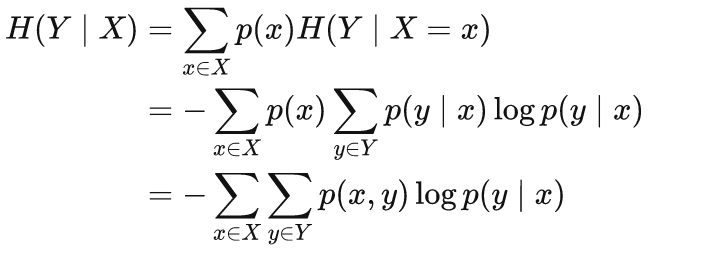 H(Y | X) = ∑_{x∈X} p(x)H(Y | X = x)
= − ∑_{x∈X} p(x) ∑_{y∈Y} p(y | x) log p(y | x)
= − ∑_{x∈X} ∑_{y∈Y} p(x, y) log p(y | x)